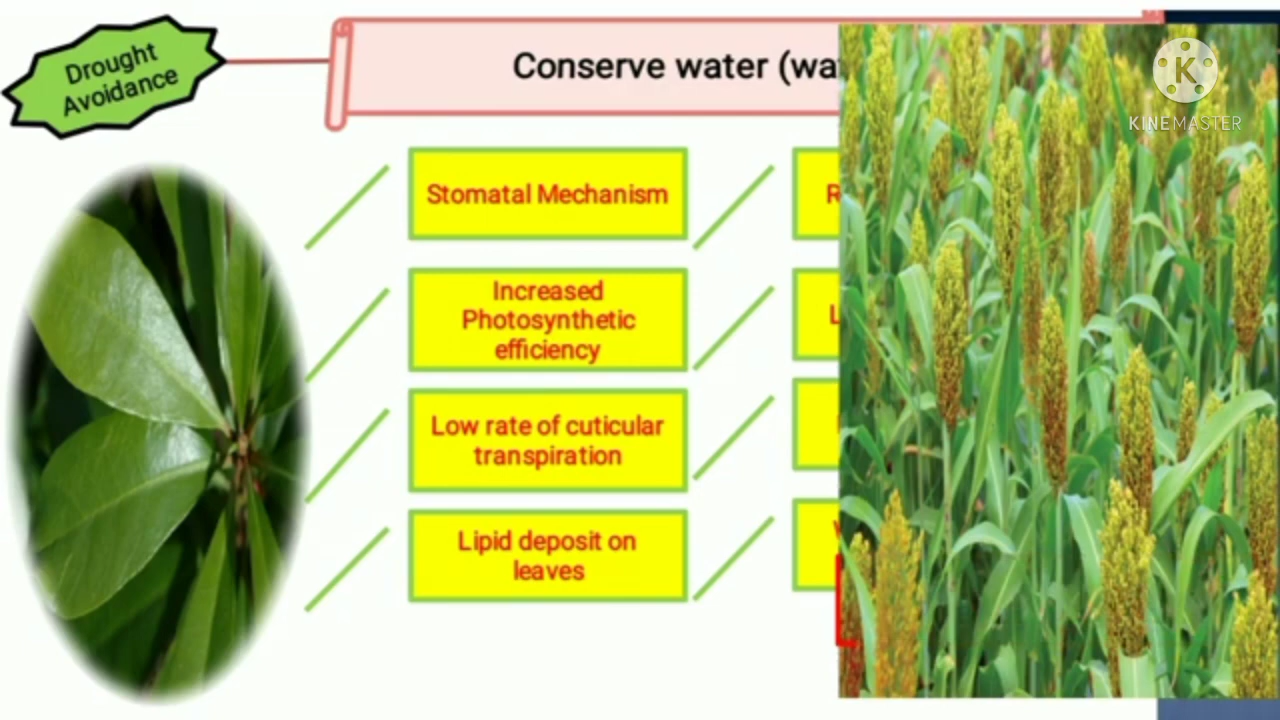 Drought
Avoidance
Conserve water
KINEMASTER
Stomatal Mechanism
Increased
Photosynthetic
efficiency
Low rate of cuticular
transpiration
Lipid deposit on
leaves